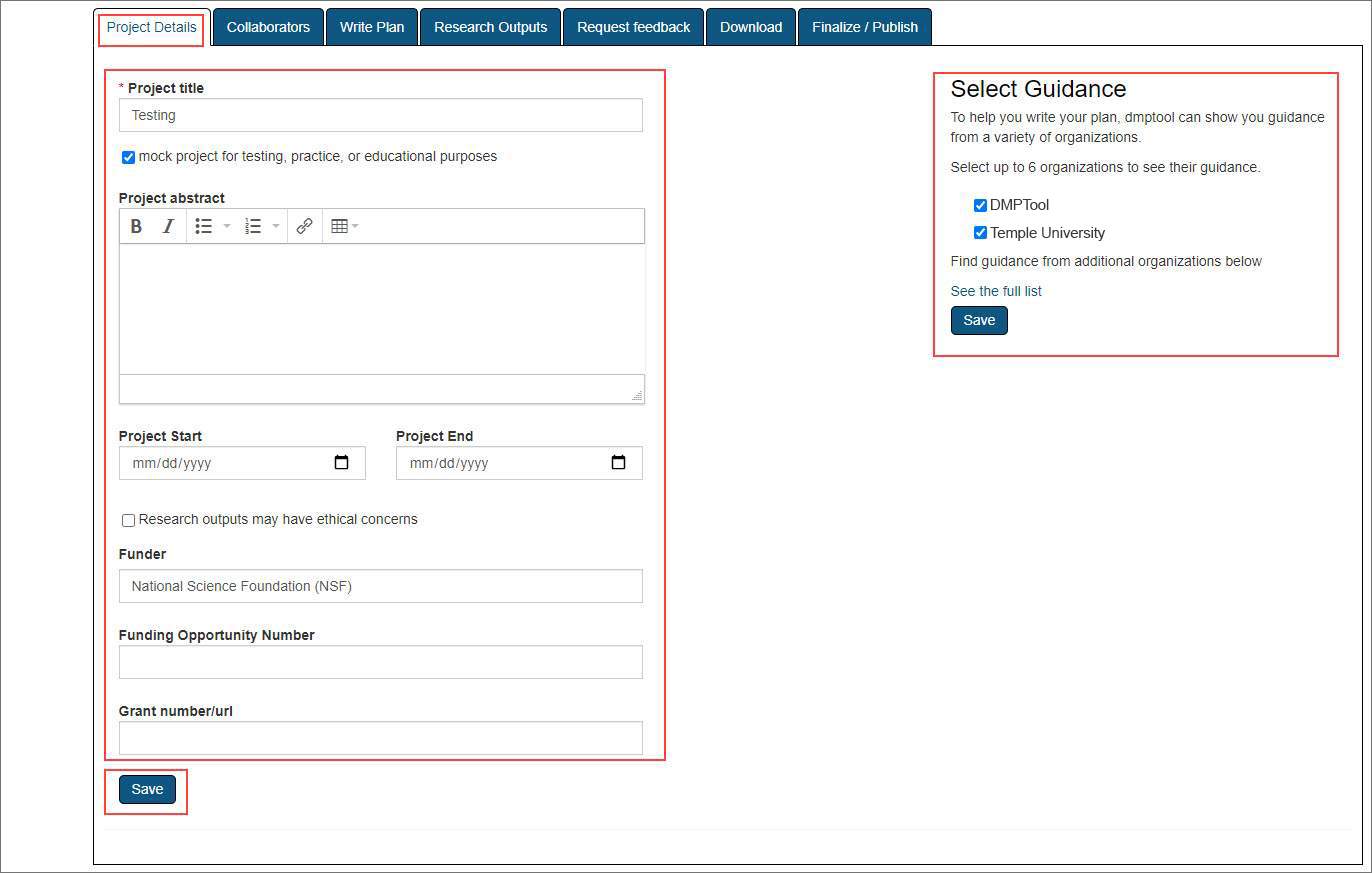 Project Details Collaborators Write Plan Research Outputs Request feedback Download Finalize / Publish
* Project title
Testing
mock project for testing, practice, or educational purposes
Project abstract
B I
Project Start Project End
mm/dd/yyyy mm/dd/yyyy
Research outputs may have ethical concerns
Funder
National Science Foundation (NSF)
Funding Opportunity Number
Grant number/url
Save
Select Guidance
To help you write your plan, dmptool can show you guidance
from a variety of organizations.
Select up to 6 organizations to see their guidance.
DMPTool
Temple University
Find guidance from additional organizations below
See the full list
Save